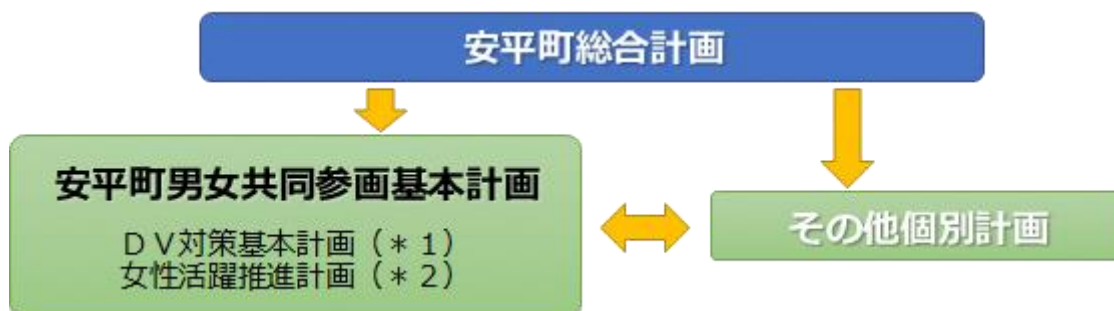 安平町総合計画
安平町男女共同参画基本計画
ＤＶ対策基本計画（＊１）
女性活躍推進計画（＊２）
その他個別計画